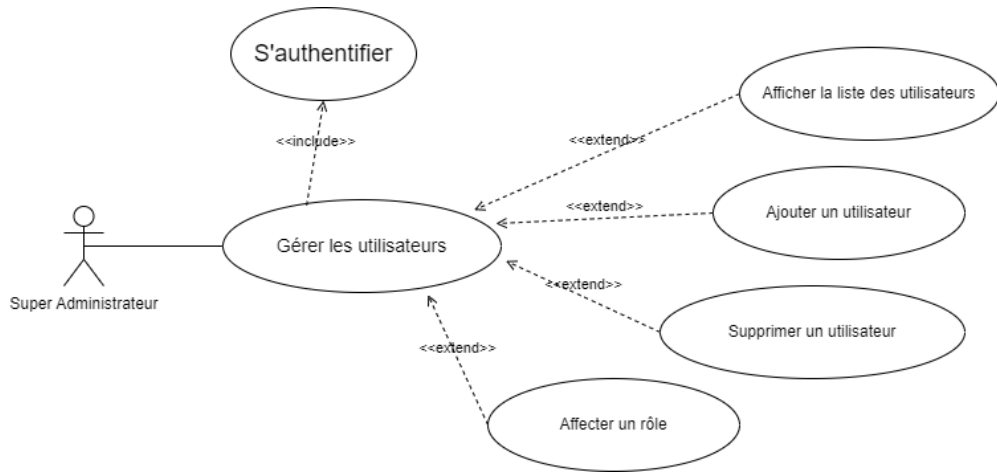 S'authentifier
Afficher la liste des utilisateurs
<<include>>
<<extend>>
<<extend>>
Ajouter un utilisateur
Gérer les utilisateurs
<<extend>>
Super Administrateur
Supprimer un utilisateur
<<extend>>
Affecter un rôle